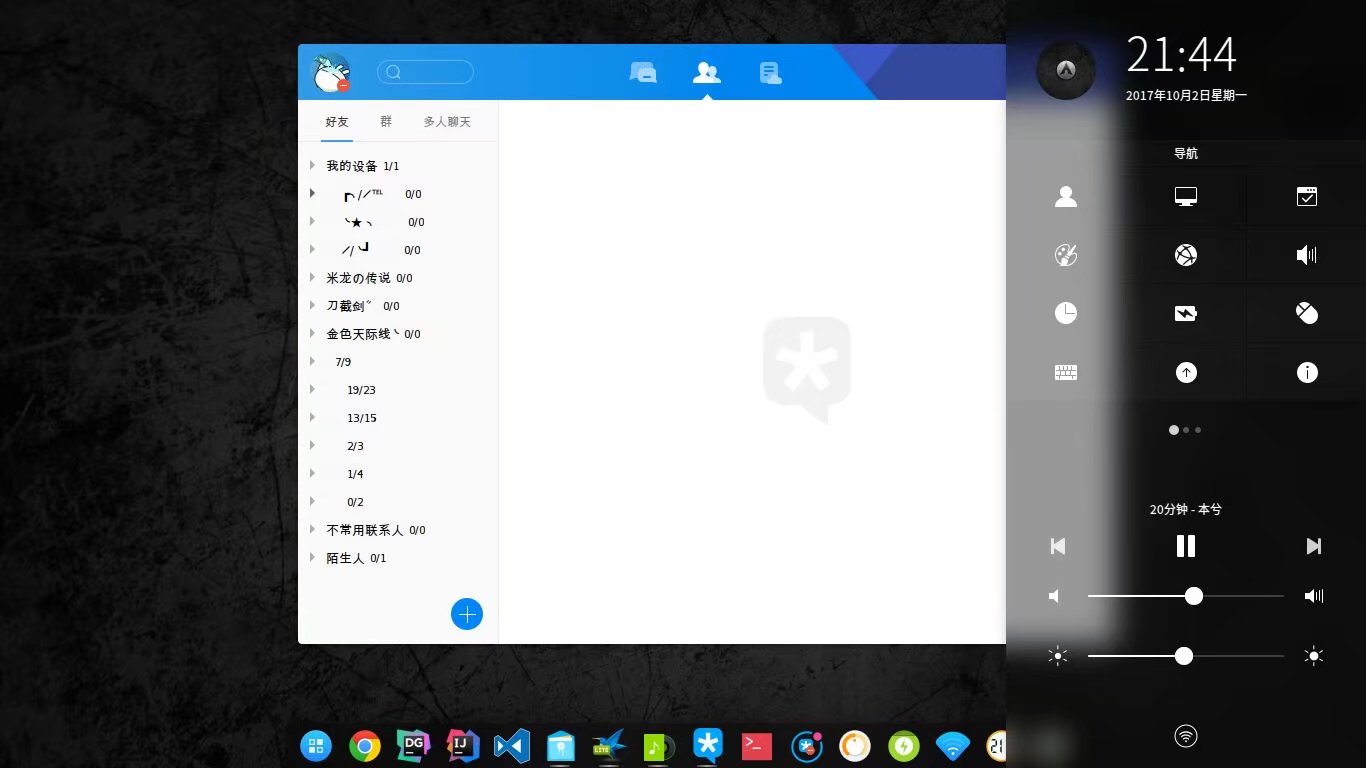 好友 群 多人聊天
我的设备 1/1
┏╮/╱℡ 0/0
╰★╮ 0/0
╱/╰┛ 0/0
米龙の传说 0/0
刀截剑〞 0/0
金色天际线╰ 0/0
7/9
19/23
13/15
2/3
1/4
0/2
不常用联系人 0/0
陌生人 0/1
21:44
2017年10月2日星期一
导航
20分钟 - 本兮
DG
IJ
LITE